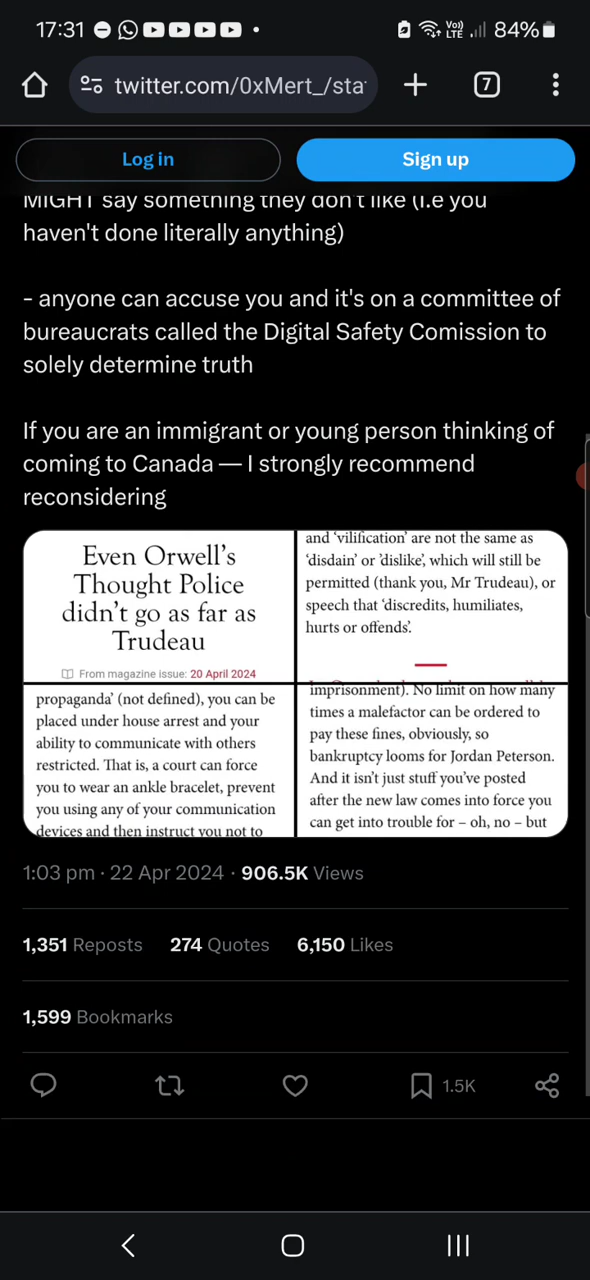 17:31
Vo))
LTE
84%
twitter.com/0xMert_/sta
7
Log in
Sign up
MIGHT say something they don't like (i.e you
haven't done literally anything)
- anyone can accuse you and it's on a committee of
bureaucrats called the Digital Safety Comission to
solely determine truth
If you are an immigrant or young person thinking of
coming to Canada — I strongly recommend
reconsidering
Even Orwell's
Thought Police
didn't go as far as
Trudeau
From magazine issue: 20 April 2024
and 'vilification' are not the same as
'disdain' or 'dislike', which will still be
permitted (thank you, Mr Trudeau), or
speech that 'discredits, humiliates,
hurts or offends'.
propaganda' (not defined), you can be
placed under house arrest and your
ability to communicate with others
restricted. That is, a court can force
you to wear an ankle bracelet, prevent
you using any of your communication
devices and then instruct you not to
imprisonment). No limit on how many
times a malefactor can be ordered to
pay these fines, obviously, so
bankruptcy looms for Jordan Peterson.
And it isn't just stuff you've posted
after the new law comes into force you
can get into trouble for – oh, no – but
1:03 pm · 22 Apr 2024 · 906.5K Views
1,351 Reposts 274 Quotes 6,150 Likes
1,599 Bookmarks
1.5K